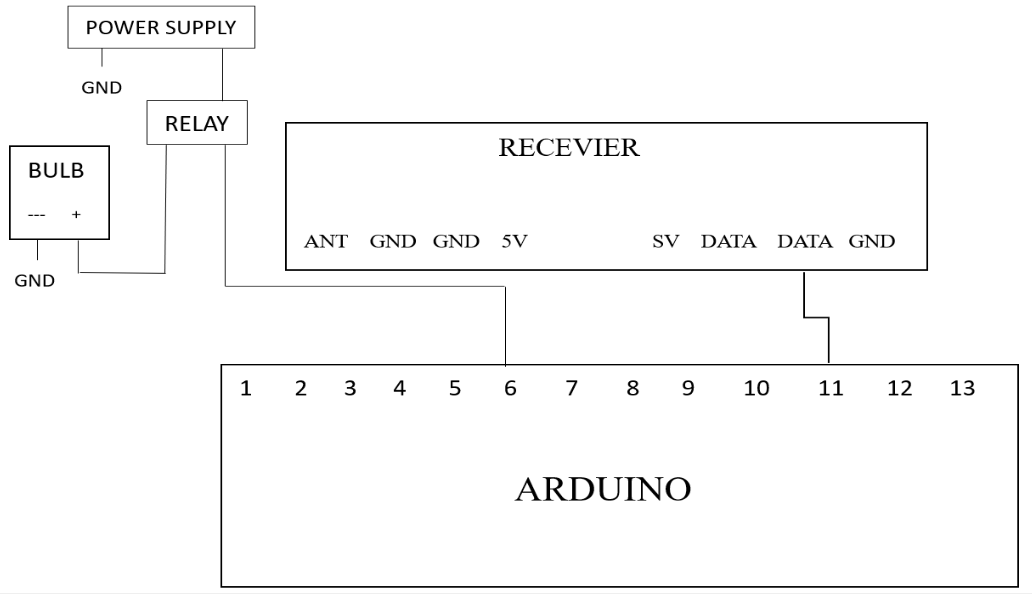 POWER SUPPLY
GND
RELAY
BULB
--- +
GND
RECEVIER
ANT GND GND 5V SV DATA DATA GND
1 2 3 4 5 6 7 8 9 10 11 12 13
ARDUINO